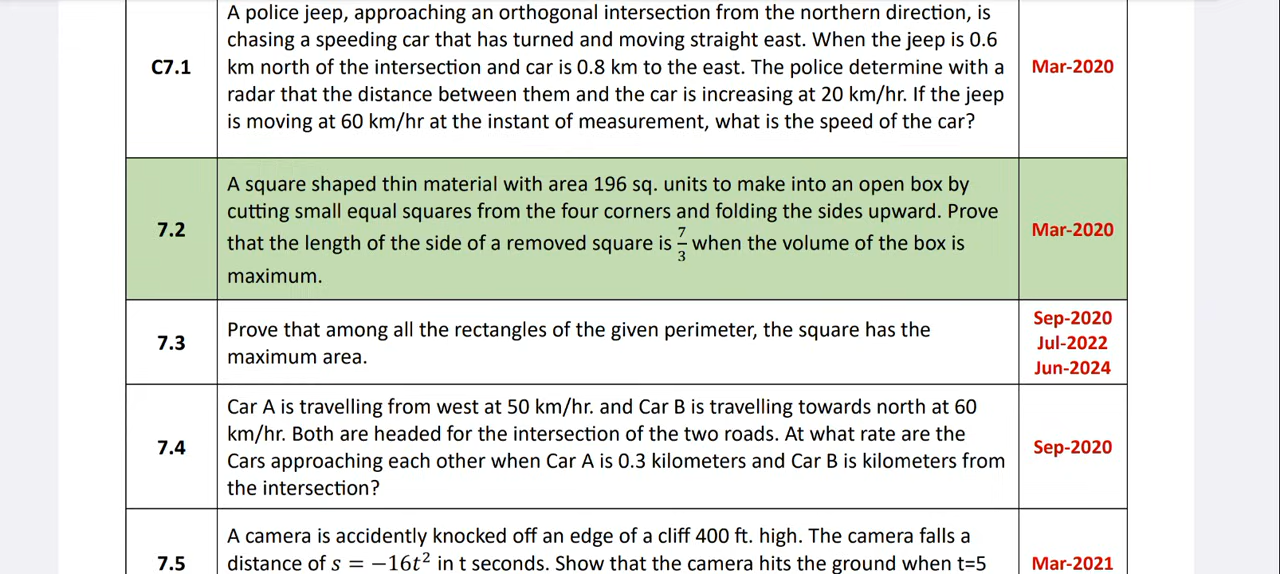 A police jeep, approaching an orthogonal intersection from the northern direction, is
chasing a speeding car that has turned and moving straight east. When the jeep is 0.6
C7.1 km north of the intersection and car is 0.8 km to the east. The police determine with a Mar-2020
radar that the distance between them and the car is increasing at 20 km/hr. If the jeep
is moving at 60 km/hr at the instant of measurement, what is the speed of the car?
A square shaped thin material with area 196 sq. units to make into an open box by
cutting small equal squares from the four corners and folding the sides upward. Prove
7.2 that the length of the side of a removed square is 7/3 when the volume of the box is Mar-2020
maximum.
7.3 Prove that among all the rectangles of the given perimeter, the square has the
maximum area.
Sep-2020
Jul-2022
Jun-2024
Car A is travelling from west at 50 km/hr. and Car B is travelling towards north at 60
km/hr. Both are headed for the intersection of the two roads. At what rate are the
7.4 Cars approaching each other when Car A is 0.3 kilometers and Car B is kilometers from Sep-2020
the intersection?
A camera is accidently knocked off an edge of a cliff 400 ft. high. The camera falls a
7.5 distance of s = −16t² in t seconds. Show that the camera hits the ground when t=5 Mar-2021